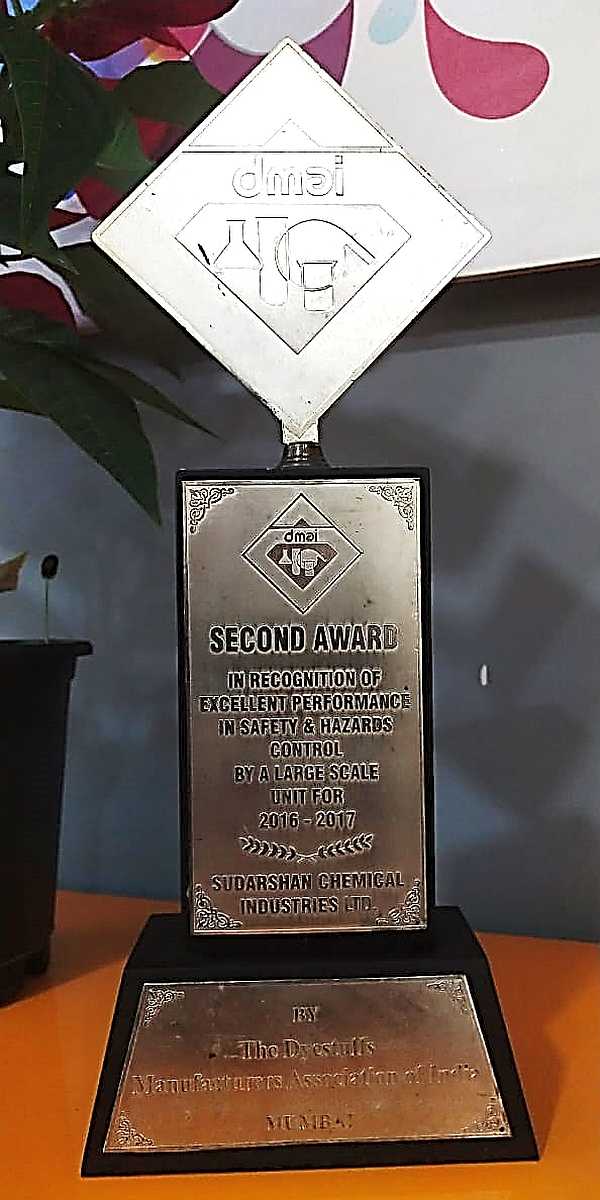 dmai
dmai
SECOND AWARD
IN RECOGNITION OF
EXCELLENT PERFORMANCE
IN SAFETY & HAZARDS
CONTROL
BY A LARGE SCALE
UNIT FOR
2016 - 2017
SUDARSHAN CHEMICAL
INDUSTRIES LTD.
BY
The Dyestuffs
Manufacturers Association of India
MUMBAI